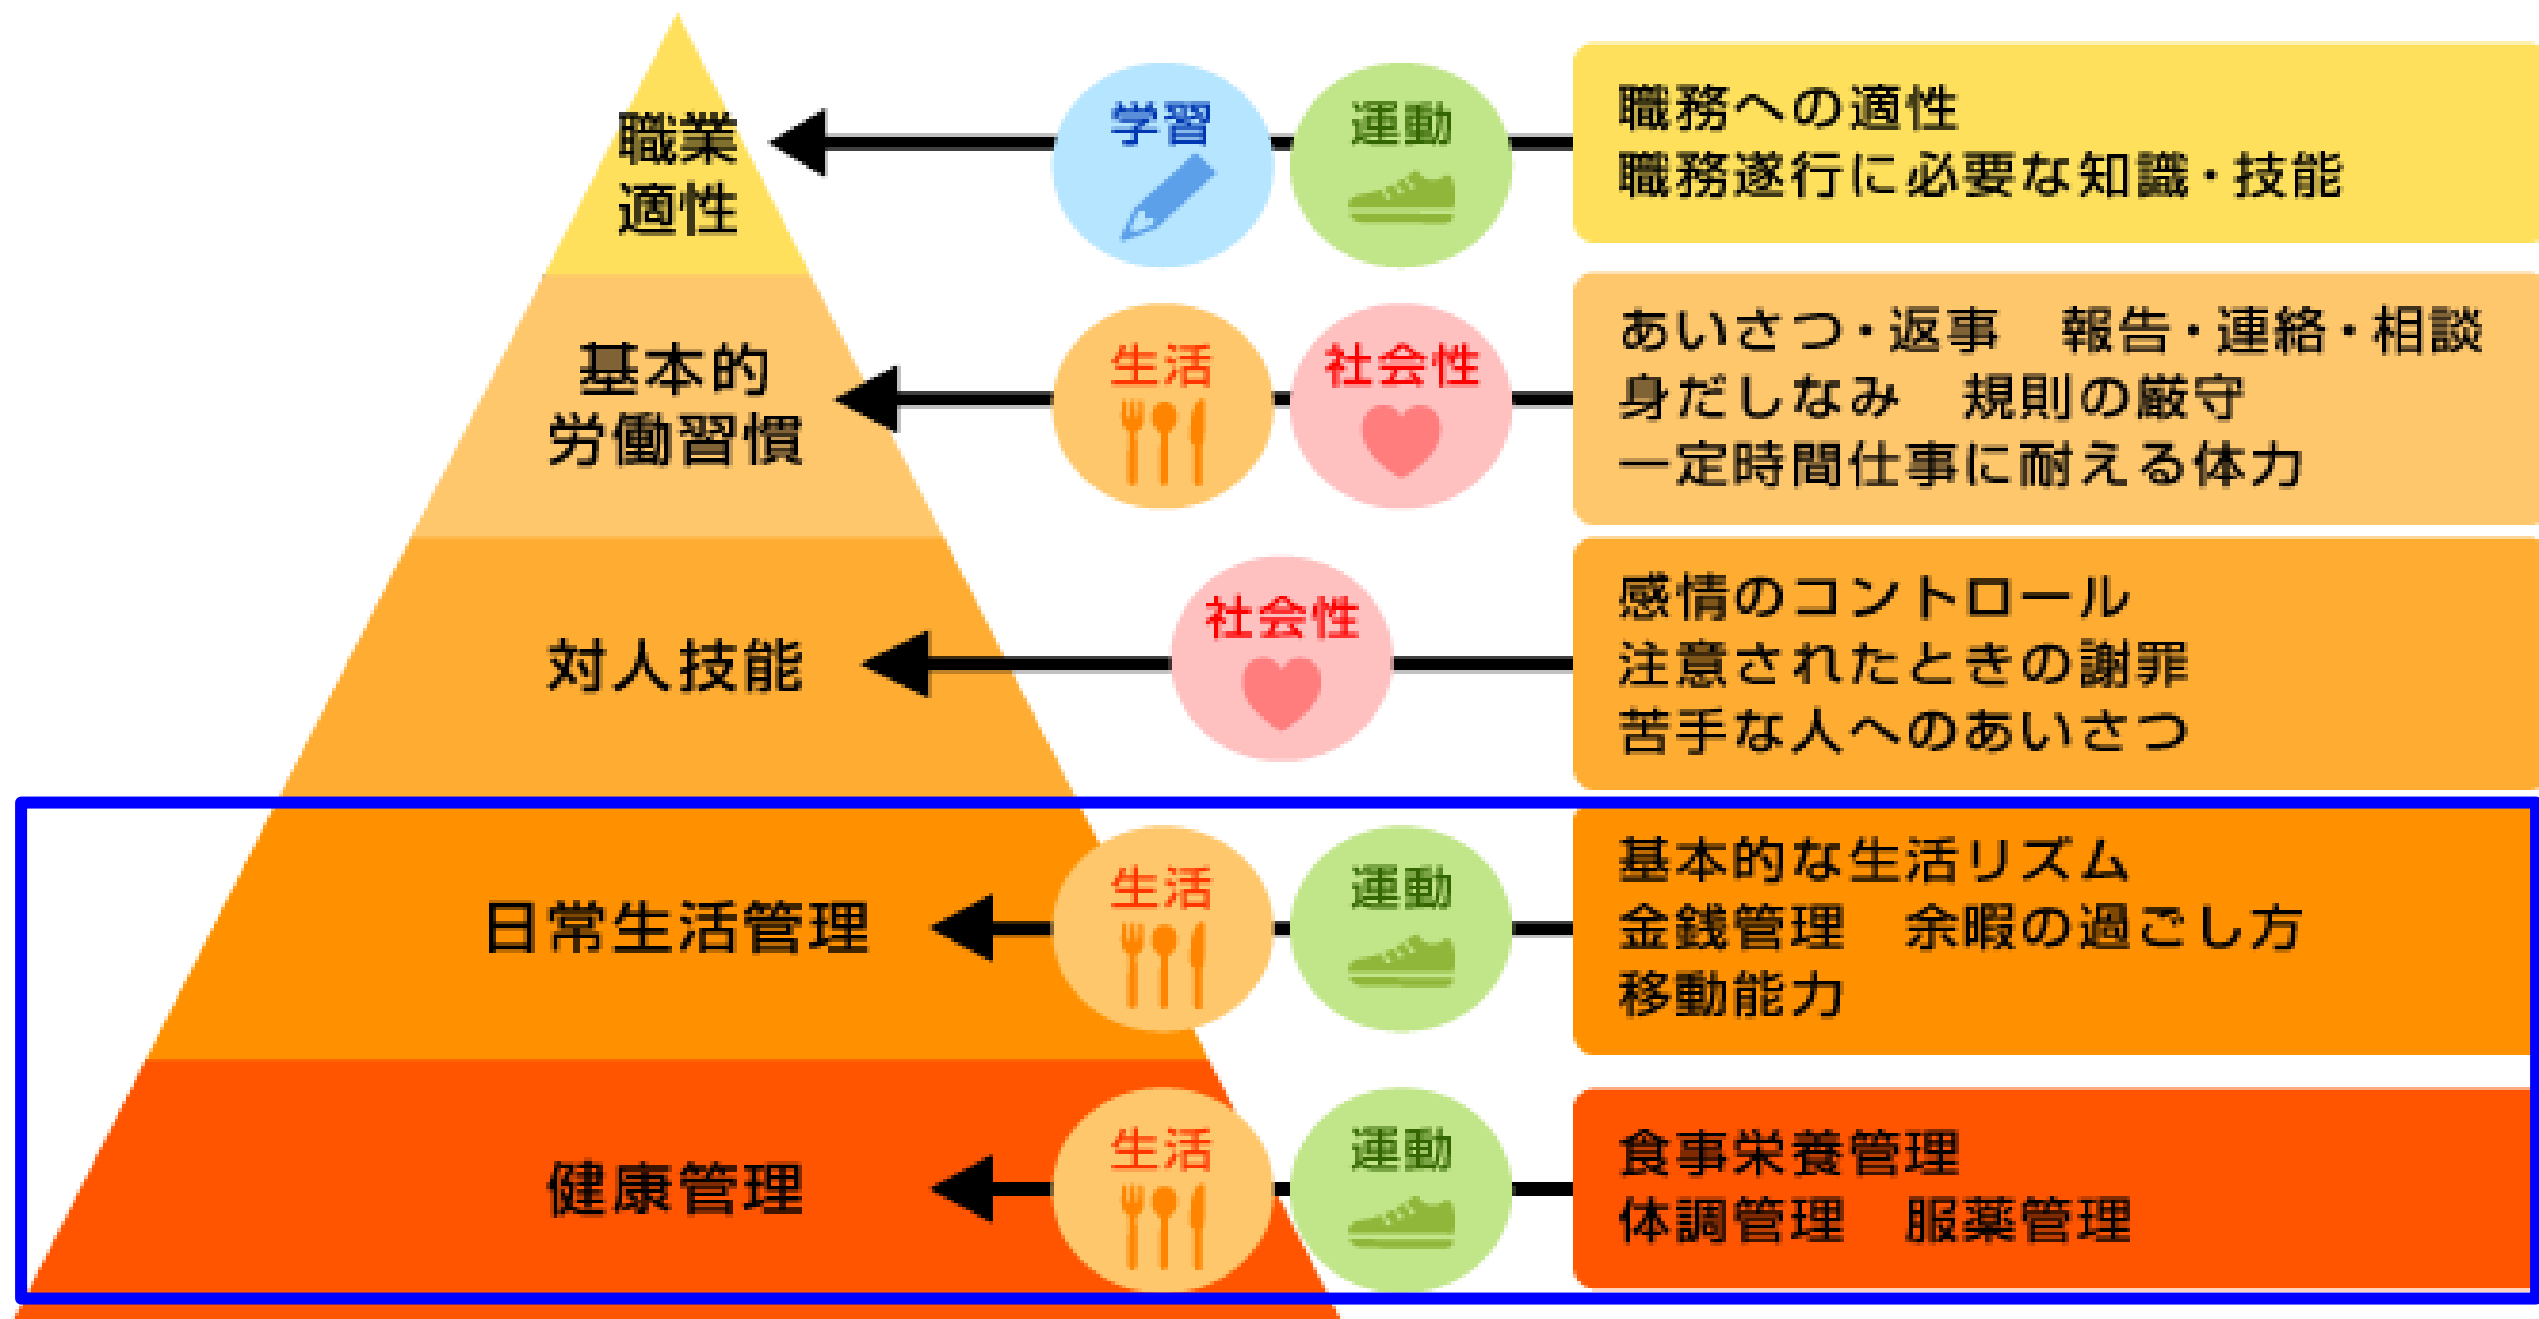 職業
適性
学習
運動
職務への適性
職務遂行に必要な知識・技能
基本的
労働習慣
生活
社会性
あいさつ・返事　報告・連絡・相談
身だしなみ　規則の厳守
一定時間仕事に耐える体力
対人技能
社会性
感情のコントロール
注意されたときの謝罪
苦手な人へのあいさつ
日常生活管理
生活
運動
基本的な生活リズム
金銭管理　余暇の過ごし方
移動能力
健康管理
生活
運動
食事栄養管理
体調管理　服薬管理